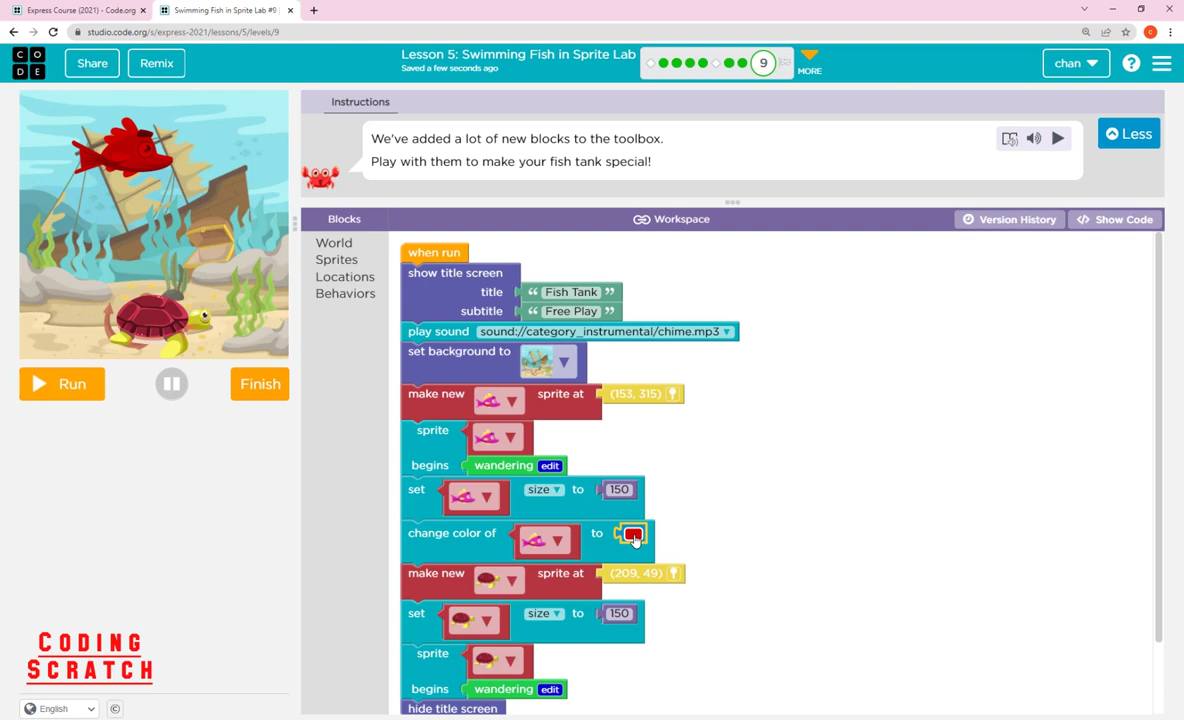 Express Course (2021) - Code.org
Swimming Fish in Sprite Lab #9
studio.code.org/s/express-2021/lessons/5/levels/9
CO
DE
Share
Remix
Lesson 5: Swimming Fish in Sprite Lab
Saved a few seconds ago
9
MORE
chan
?
Instructions
We've added a lot of new blocks to the toolbox.
Play with them to make your fish tank special!
Less
Blocks
Workspace
Version History
</> Show Code
World
Sprites
Locations
Behaviors
when run
show title screen
title “ Fish Tank ”
subtitle “ Free Play ”
play sound sound://category_instrumental/chime.mp3
set background to
make new sprite at (153, 315)
sprite
begins wandering edit
set size to 150
change color of to
make new sprite at (209, 49)
set size to 150
sprite
begins wandering edit
hide title screen
Run
Finish
CODING
SCRATCH
English
©